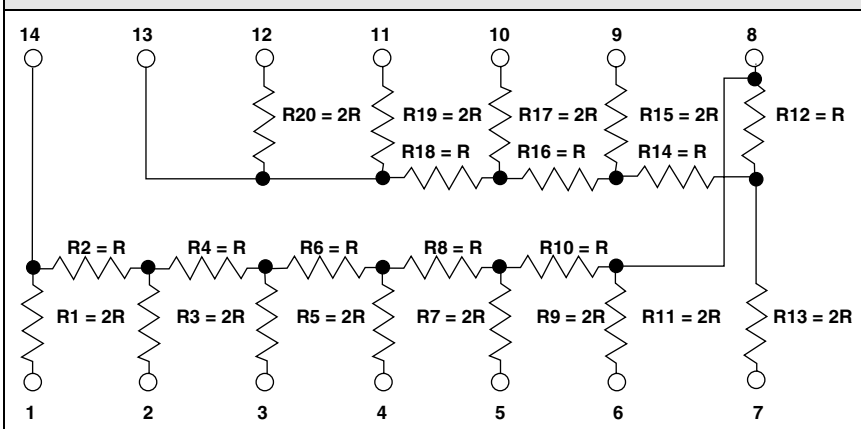 14 13 12 11 10 9 8
R20 = 2R R19 = 2R R17 = 2R R15 = 2R R12 = R
R18 = R R16 = R R14 = R
R2 = R R4 = R R6 = R R8 = R R10 = R
R1 = 2R R3 = 2R R5 = 2R R7 = 2R R9 = 2R R11 = 2R R13 = 2R
1 2 3 4 5 6 7